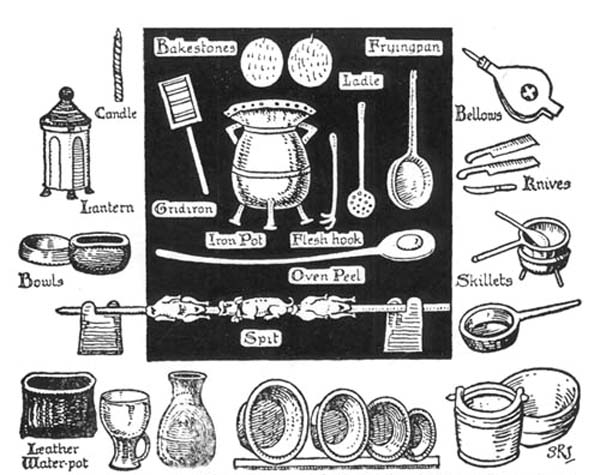 Bakestones
Fryingpan
Ladle
Candle
Bellows
Knives
Lantern
Gridiron
Iron Pot
Flesh hook
Oven Peel
Bowls
Skillets
Spit
Leather
Water-pot
SRJ